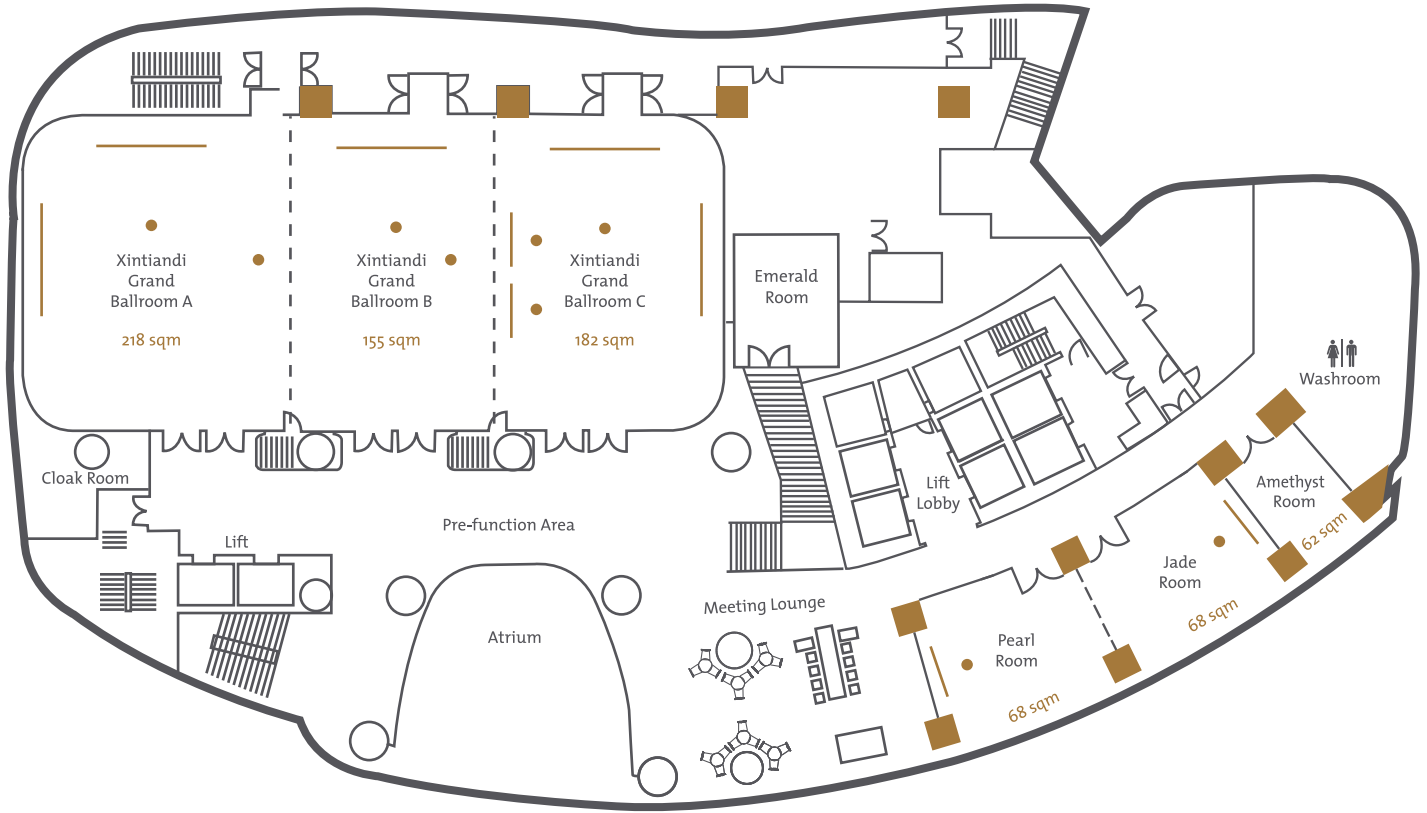 Xintiandi
Grand
Ballroom A
218 sqm
Xintiandi
Grand
Ballroom B
155 sqm
Xintiandi
Grand
Ballroom C
182 sqm
Emerald
Room
Washroom
Cloak Room
Lift
Pre-function Area
Lift
Lobby
Amethyst
Room
62 sqm
Jade
Room
68 sqm
Meeting Lounge
Atrium
Pearl
Room
68 sqm